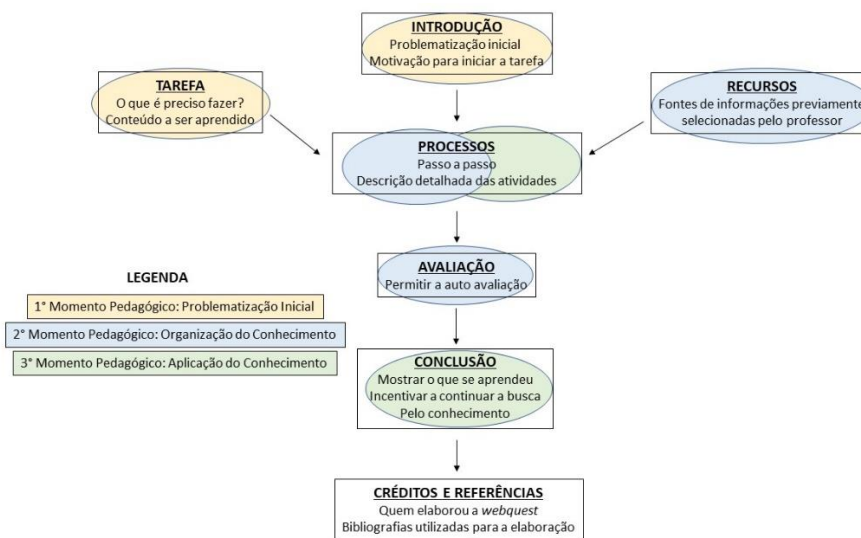 INTRODUÇÃO
Problematização inicial
Motivação para iniciar a tarefa
TAREFA
O que é preciso fazer?
Conteúdo a ser aprendido
RECURSOS
Fontes de informações previamente
selecionadas pelo professor
PROCESSOS
Passo a passo
Descrição detalhada das atividades
AVALIAÇÃO
Permitir a auto avaliação
LEGENDA
1° Momento Pedagógico: Problematização Inicial
2° Momento Pedagógico: Organização do Conhecimento
3° Momento Pedagógico: Aplicação do Conhecimento
CONCLUSÃO
Mostrar o que se aprendeu
Incentivar a continuar a busca
Pelo conhecimento
CRÉDITOS E REFERÊNCIAS
Quem elaborou a webquest
Bibliografias utilizadas para a elaboração